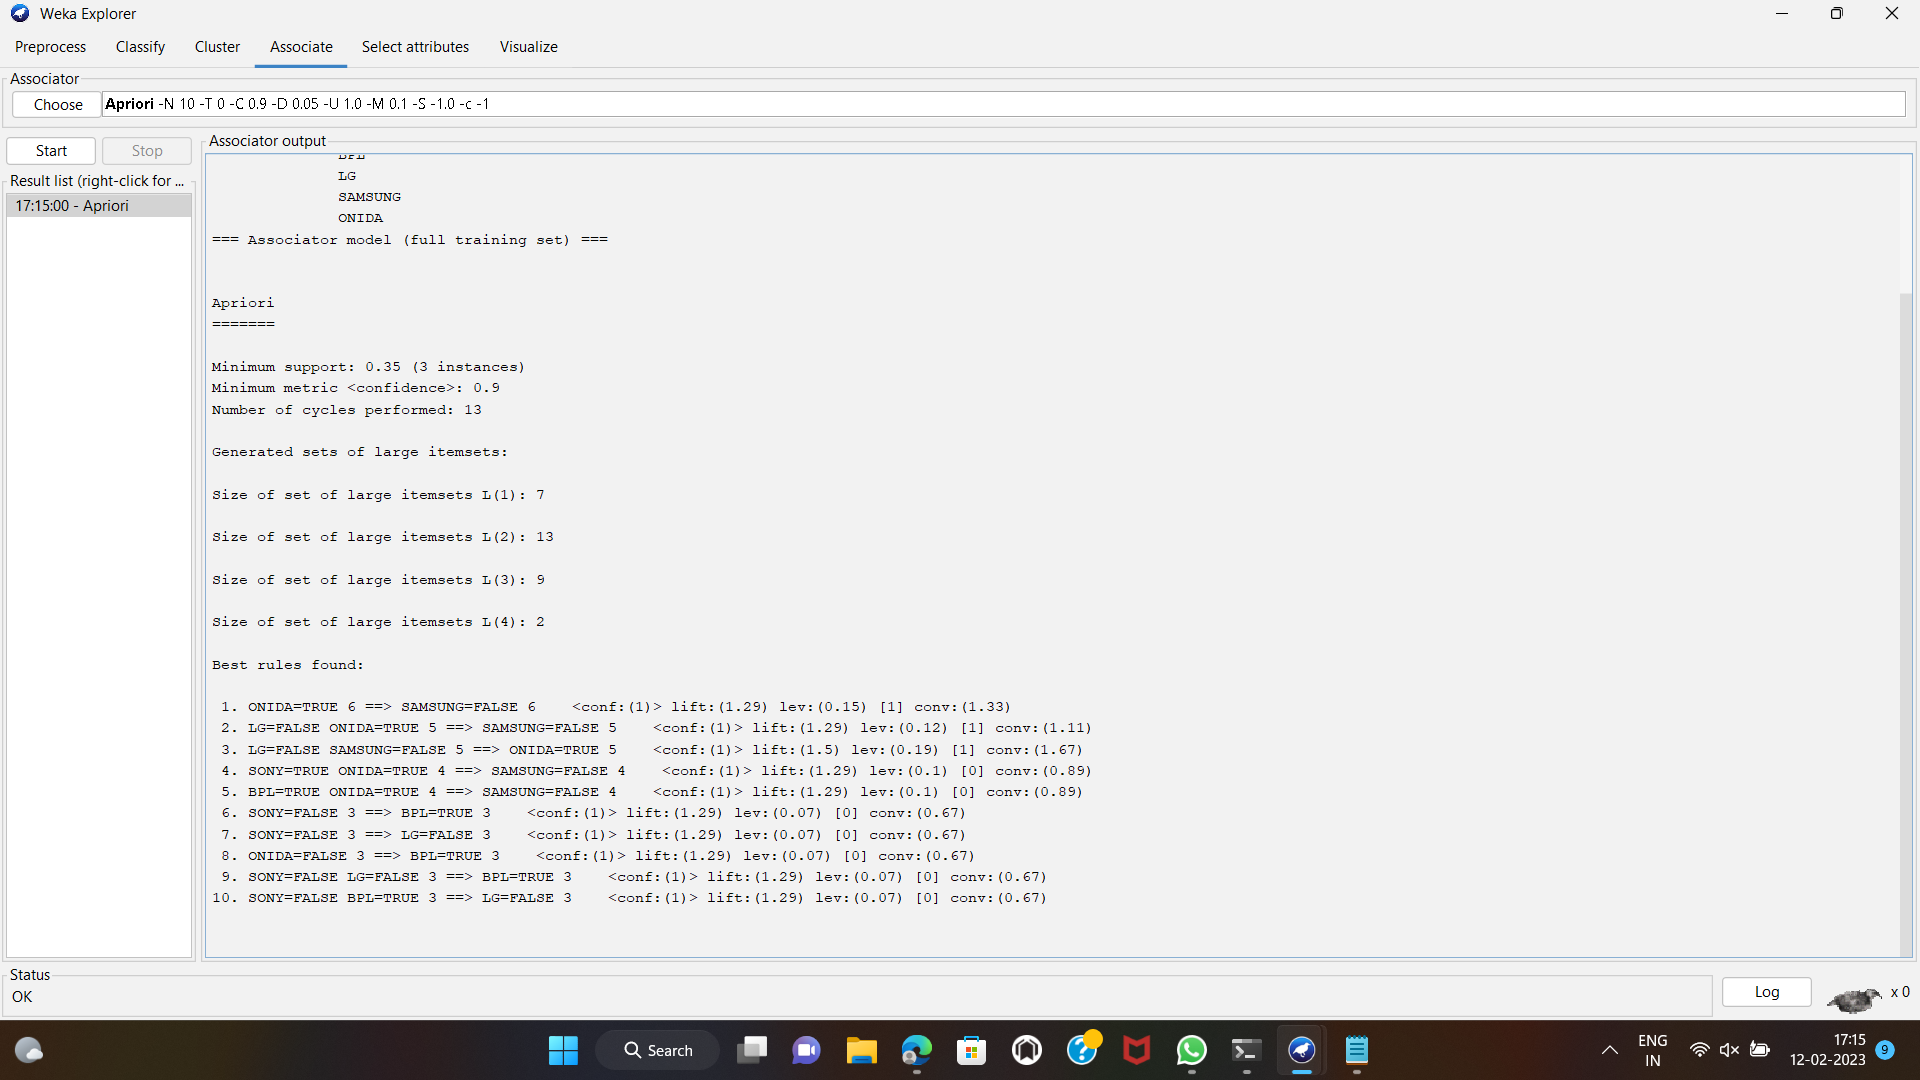 Weka Explorer
Preprocess Classify Cluster Associate Select attributes Visualize
Associator
Choose Apriori -N 10 -T 0 -C 0.9 -D 0.05 -U 1.0 -M 0.1 -S -1.0 -c -1
Start Stop
Result list (right-click for ...
17:15:00 - Apriori
Associator output
BPL
LG
SAMSUNG
ONIDA
=== Associator model (full training set) ===
Apriori
=======
Minimum support: 0.35 (3 instances)
Minimum metric <confidence>: 0.9
Number of cycles performed: 13
Generated sets of large itemsets:
Size of set of large itemsets L(1): 7
Size of set of large itemsets L(2): 13
Size of set of large itemsets L(3): 9
Size of set of large itemsets L(4): 2
Best rules found:
1. ONIDA=TRUE 6 ==> SAMSUNG=FALSE 6 <conf:(1)> lift:(1.29) lev:(0.15) [1] conv:(1.33)
2. LG=FALSE ONIDA=TRUE 5 ==> SAMSUNG=FALSE 5 <conf:(1)> lift:(1.29) lev:(0.12) [1] conv:(1.11)
3. LG=FALSE SAMSUNG=FALSE 5 ==> ONIDA=TRUE 5 <conf:(1)> lift:(1.5) lev:(0.19) [1] conv:(1.67)
4. SONY=TRUE ONIDA=TRUE 4 ==> SAMSUNG=FALSE 4 <conf:(1)> lift:(1.29) lev:(0.1) [0] conv:(0.89)
5. BPL=TRUE ONIDA=TRUE 4 ==> SAMSUNG=FALSE 4 <conf:(1)> lift:(1.29) lev:(0.1) [0] conv:(0.89)
6. SONY=FALSE 3 ==> BPL=TRUE 3 <conf:(1)> lift:(1.29) lev:(0.07) [0] conv:(0.67)
7. SONY=FALSE 3 ==> LG=FALSE 3 <conf:(1)> lift:(1.29) lev:(0.07) [0] conv:(0.67)
8. ONIDA=FALSE 3 ==> BPL=TRUE 3 <conf:(1)> lift:(1.29) lev:(0.07) [0] conv:(0.67)
9. SONY=FALSE LG=FALSE 3 ==> BPL=TRUE 3 <conf:(1)> lift:(1.29) lev:(0.07) [0] conv:(0.67)
10. SONY=FALSE BPL=TRUE 3 ==> LG=FALSE 3 <conf:(1)> lift:(1.29) lev:(0.07) [0] conv:(0.67)
Status
OK
Log x 0
Search
ENG
IN
17:15
12-02-2023
9